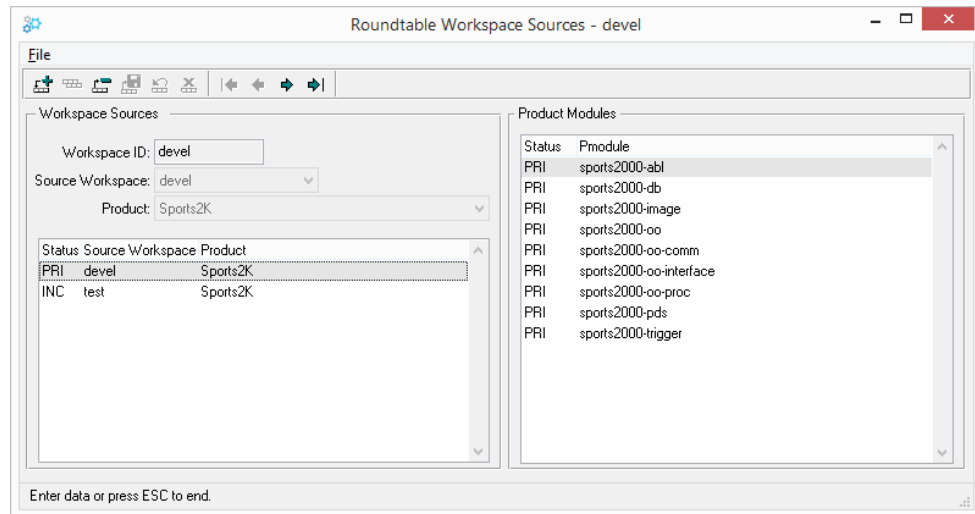 Roundtable Workspace Sources - devel
File
Workspace Sources
Workspace ID: devel
Source Workspace: devel
Product: Sports2K
Status Source Workspace Product
PRI devel Sports2K
INC test Sports2K
Product Modules
Status Pmodule
PRI sports2000-abl
PRI sports2000-db
PRI sports2000-image
PRI sports2000-oo
PRI sports2000-oo-comm
PRI sports2000-oo-interface
PRI sports2000-oo-proc
PRI sports2000-pds
PRI sports2000-trigger
Enter data or press ESC to end.